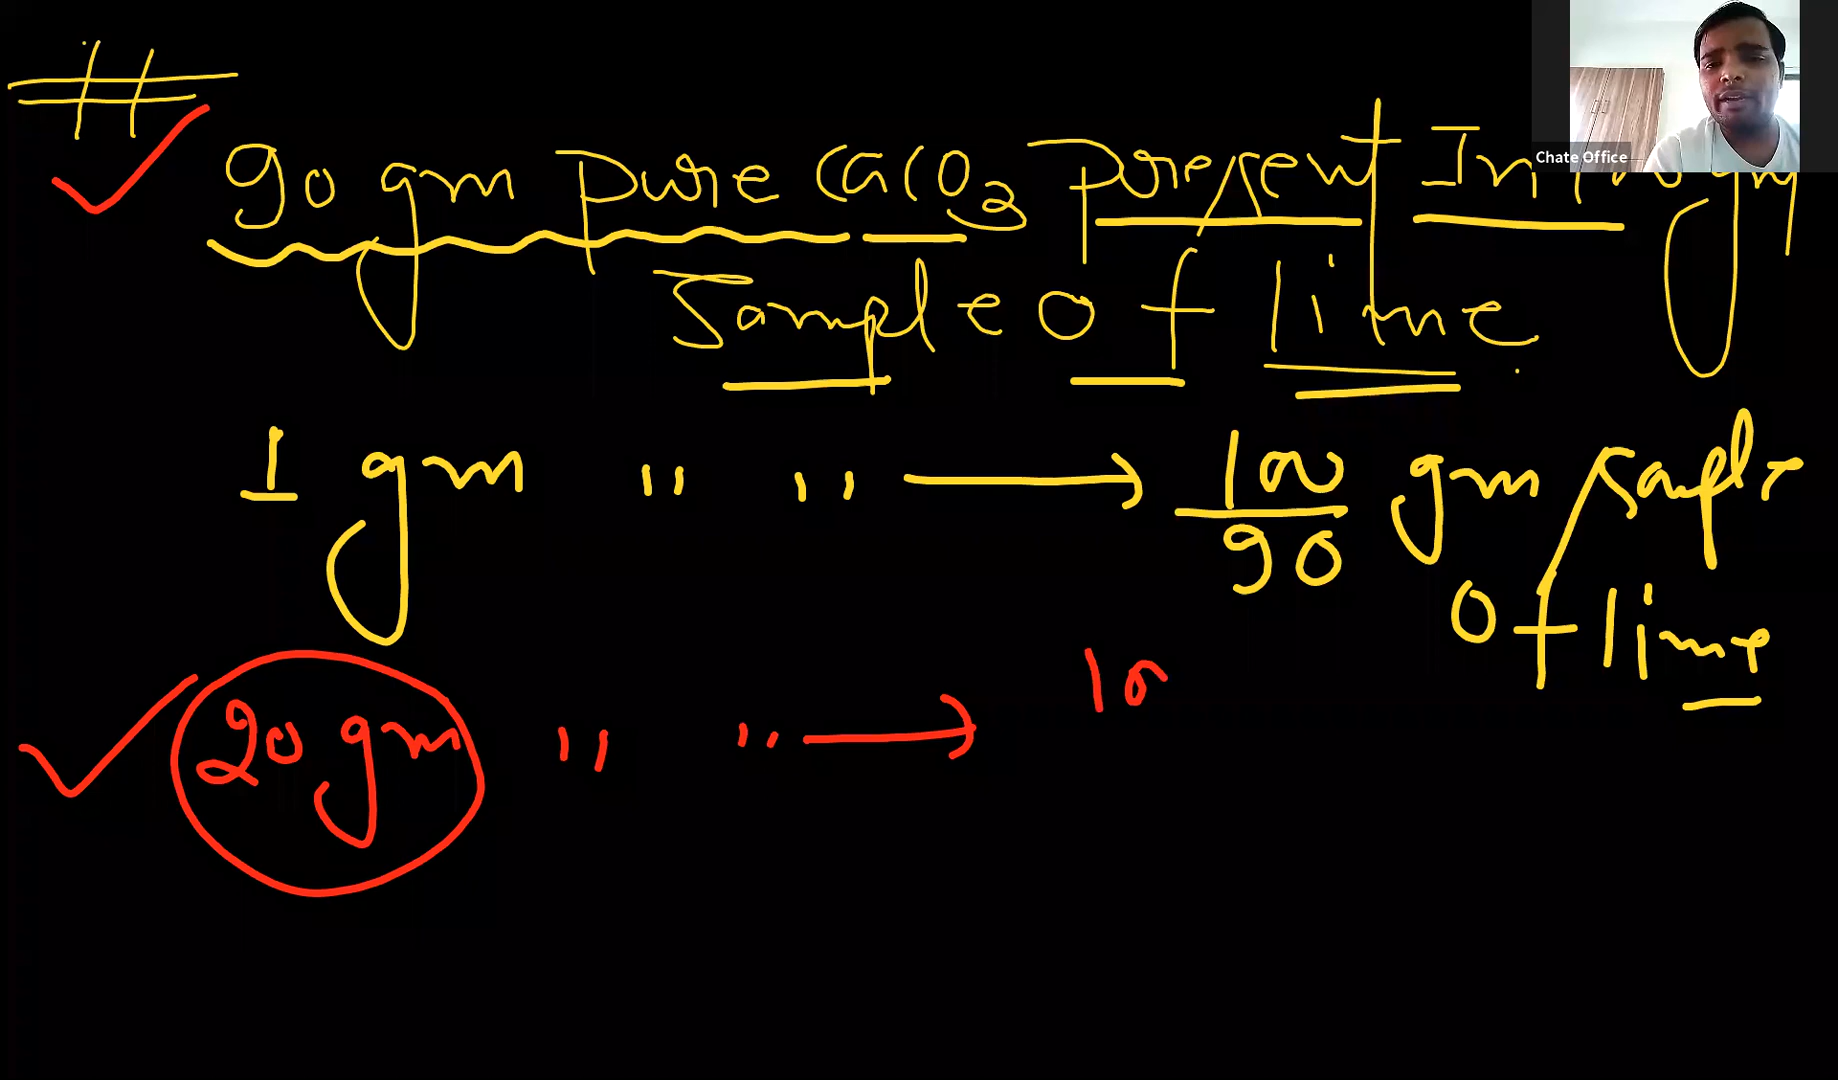 #
90 gm pure CaCO3 present In 100 gm
Sample of lime.
1 gm " " → 100/90 gm sample
of lime
20 gm " " → 10
Chate Office